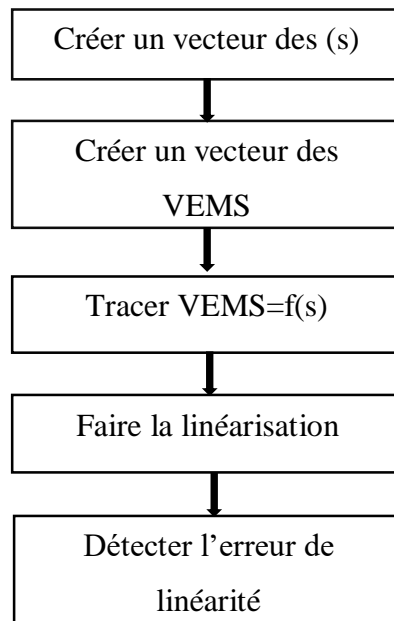 Créer un vecteur des (s)
Créer un vecteur des
VEMS
Tracer VEMS=f(s)
Faire la linéarisation
Détecter l’erreur de
linéarité